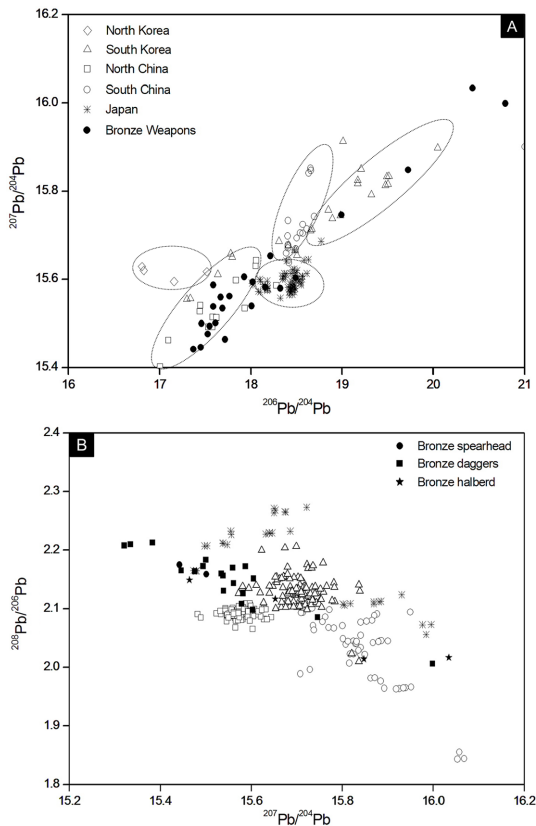 A
North Korea
South Korea
North China
South China
Japan
Bronze Weapons
16.0
15.8
15.6
15.4
207Pb/204Pb
16 17 18 19 20 21
206Pb/204Pb
B
Bronze spearhead
Bronze daggers
Bronze halberd
2.4
2.3
2.2
2.1
2.0
1.9
1.8
208Pb/206Pb
15.2 15.4 15.6 15.8 16.0 16.2
207Pb/204Pb